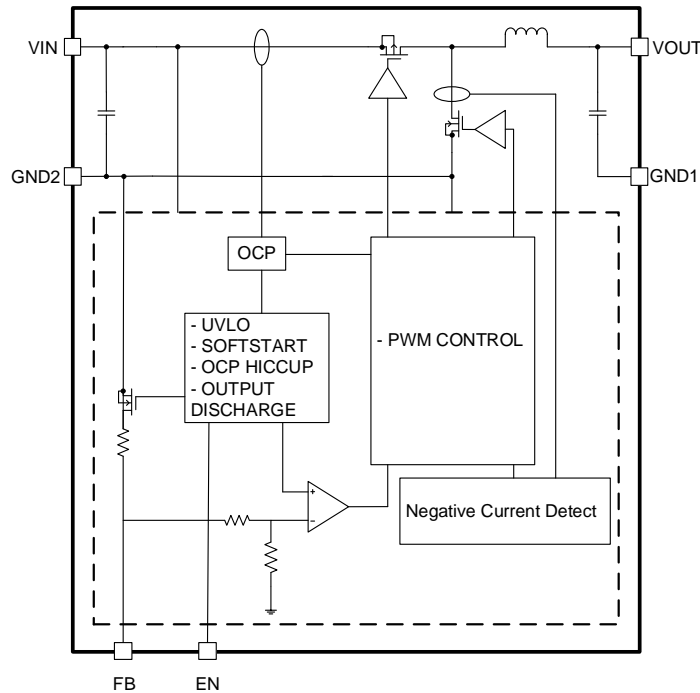 VIN
VOUT
GND2
GND1
OCP
- UVLO
- SOFTSTART
- OCP HICCUP
- OUTPUT
DISCHARGE
- PWM CONTROL
+
−
Negative Current Detect
FB
EN